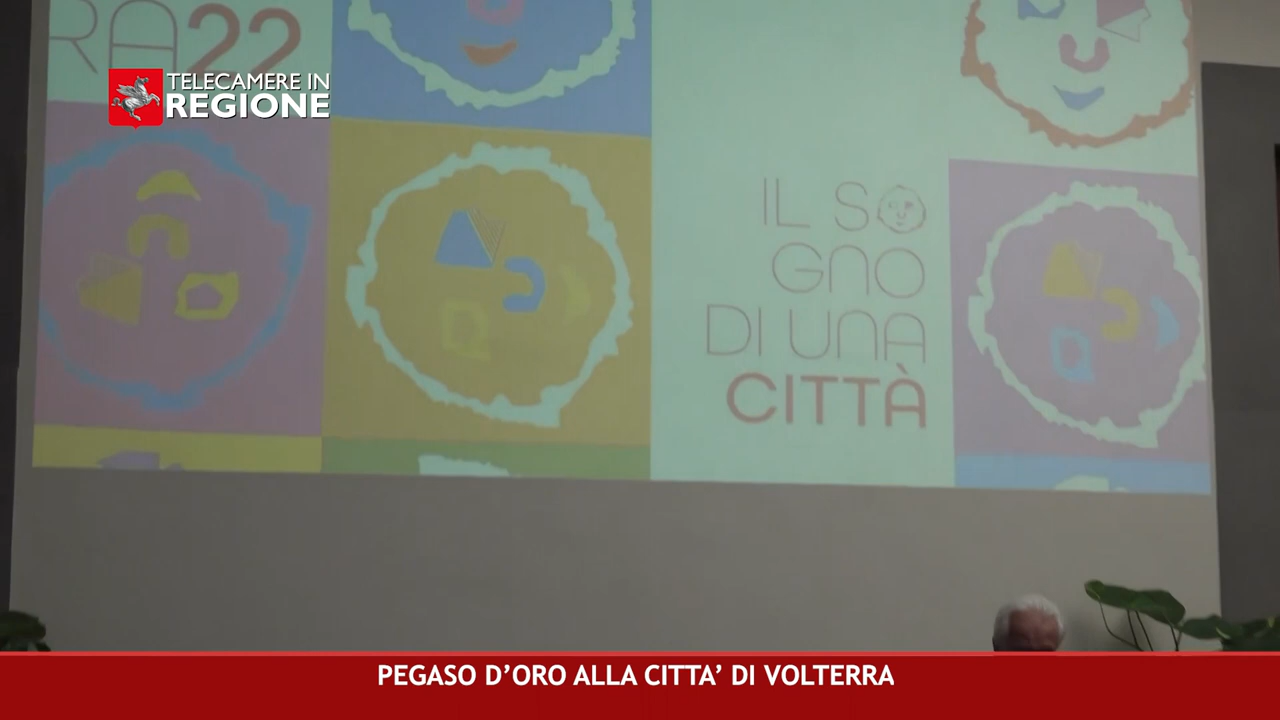 RA22
TELECAMERE IN
REGIONE
IL SO
GNO
DI UNA
CITTÀ
PEGASO D'ORO ALLA CITTA' DI VOLTERRA